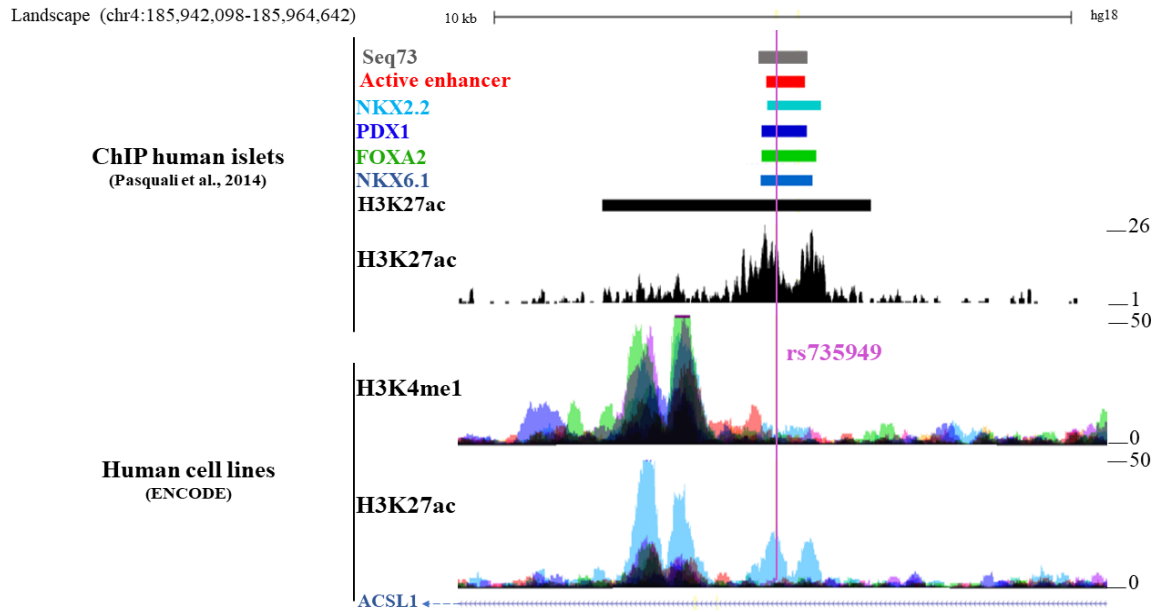 Landscape (chr4:185,942,098-185,964,642)
10 kb
hg18
Seq73
Active enhancer
NKX2.2
PDX1
ChIP human islets
FOXA2
(Pasquali et al., 2014)
NKX6.1
H3K27ac
26
H3K27ac
1
50
rs735949
H3K4me1
0
Human cell lines
50
(ENCODE)
H3K27ac
0
ACSL1